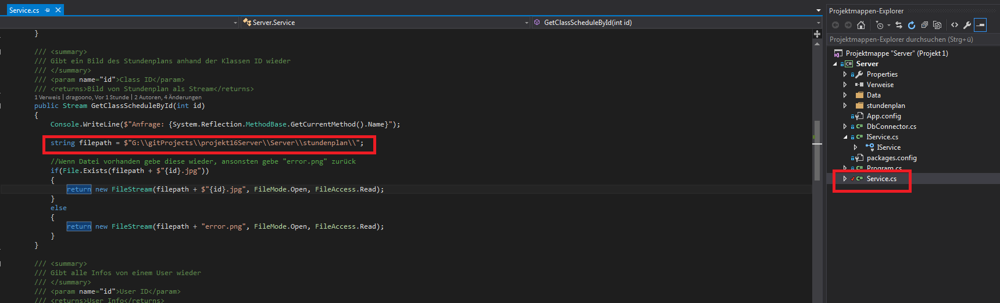 Service.cs
Server.Service
GetClassScheduleById(int id)
}
/// <summary>
/// Gibt ein Bild des Stundenplans anhand der Klassen ID wieder
/// </summary>
/// <param name="id">Class ID</param>
/// <returns>Bild von Stundenplan als Stream</returns>
1 Verweis | dragoono, Vor 1 Stunde | 2 Autoren, 4 Änderungen
public Stream GetClassScheduleById(int id)
{
Console.WriteLine($"Anfrage: {System.Reflection.MethodBase.GetCurrentMethod().Name}");
string filepath = $"G:\\gitProjects\\projekt16Server\\Server\\stundenplan\\";
//Wenn Datei vorhanden gebe diese wieder, ansonsten gebe "error.png" zurück
if(File.Exists(filepath + $"{id}.jpg"))
{
return new FileStream(filepath + $"{id}.jpg", FileMode.Open, FileAccess.Read);
}
else
{
return new FileStream(filepath + "error.png", FileMode.Open, FileAccess.Read);
}
}
/// <summary>
/// Gibt alle Infos von einem User wieder
/// </summary>
/// <param name="id">User ID</param>
/// <returns>User Info</returns>
Projektmappen-Explorer
Projektmappen-Explorer durchsuchen (Strg+ü)
Projektmappe "Server" (Projekt 1)
Server
Properties
Verweise
Data
stundenplan
App.config
DbConnector.cs
IService.cs
IService
packages.config
Program.cs
Service.cs